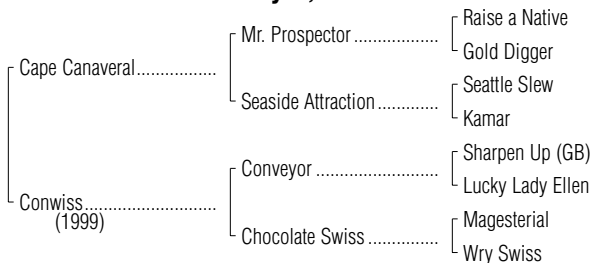 Raise a Native
Mr. Prospector ..................
Gold Digger
Cape Canaveral.................
Seattle Slew
Seaside Attraction.............
Kamar
Sharpen Up (GB)
Conveyor ..........................
Lucky Lady Ellen
Conwiss............................
(1999)
Magesterial
Chocolate Swiss ...............
Wry Swiss